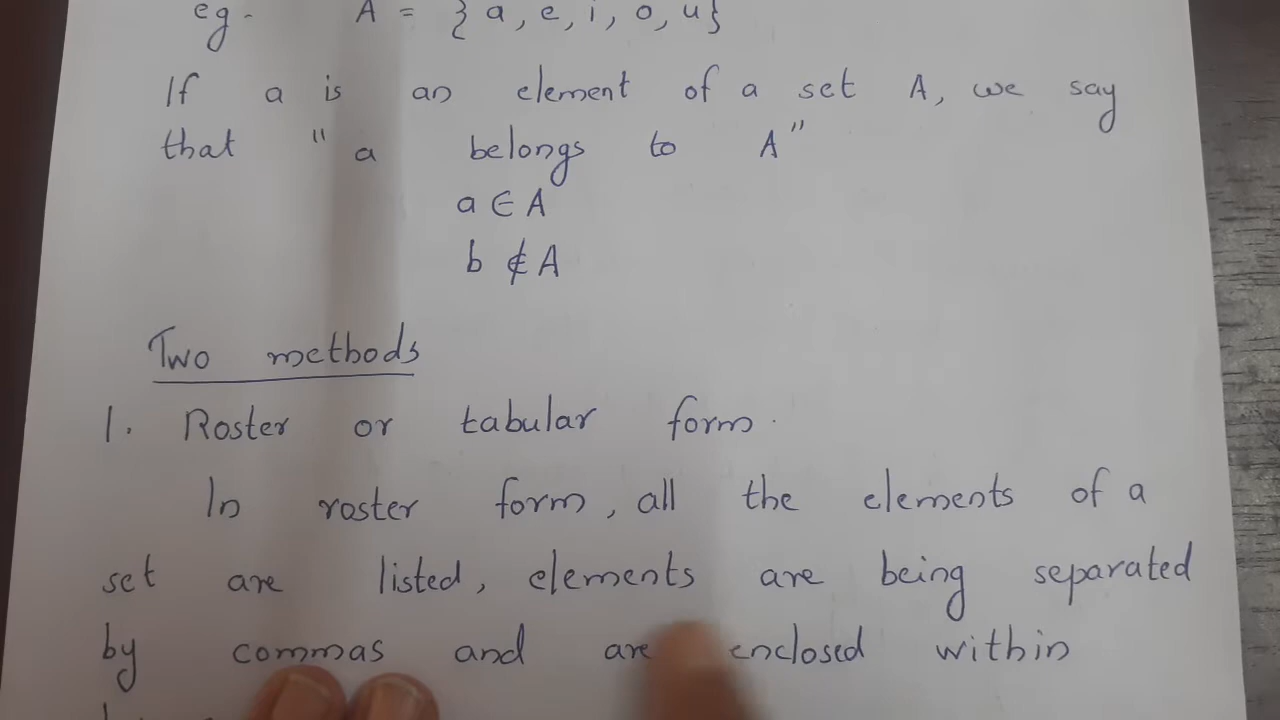 eg. A = {a, e, i, o, u}
If a is an element of a set A, we say
that "a belongs to A"
a ∈ A
b ∉ A
Two methods
1. Roster or tabular form.
In roster form, all the elements of a
set are listed, elements are being separated
by commas and are enclosed within